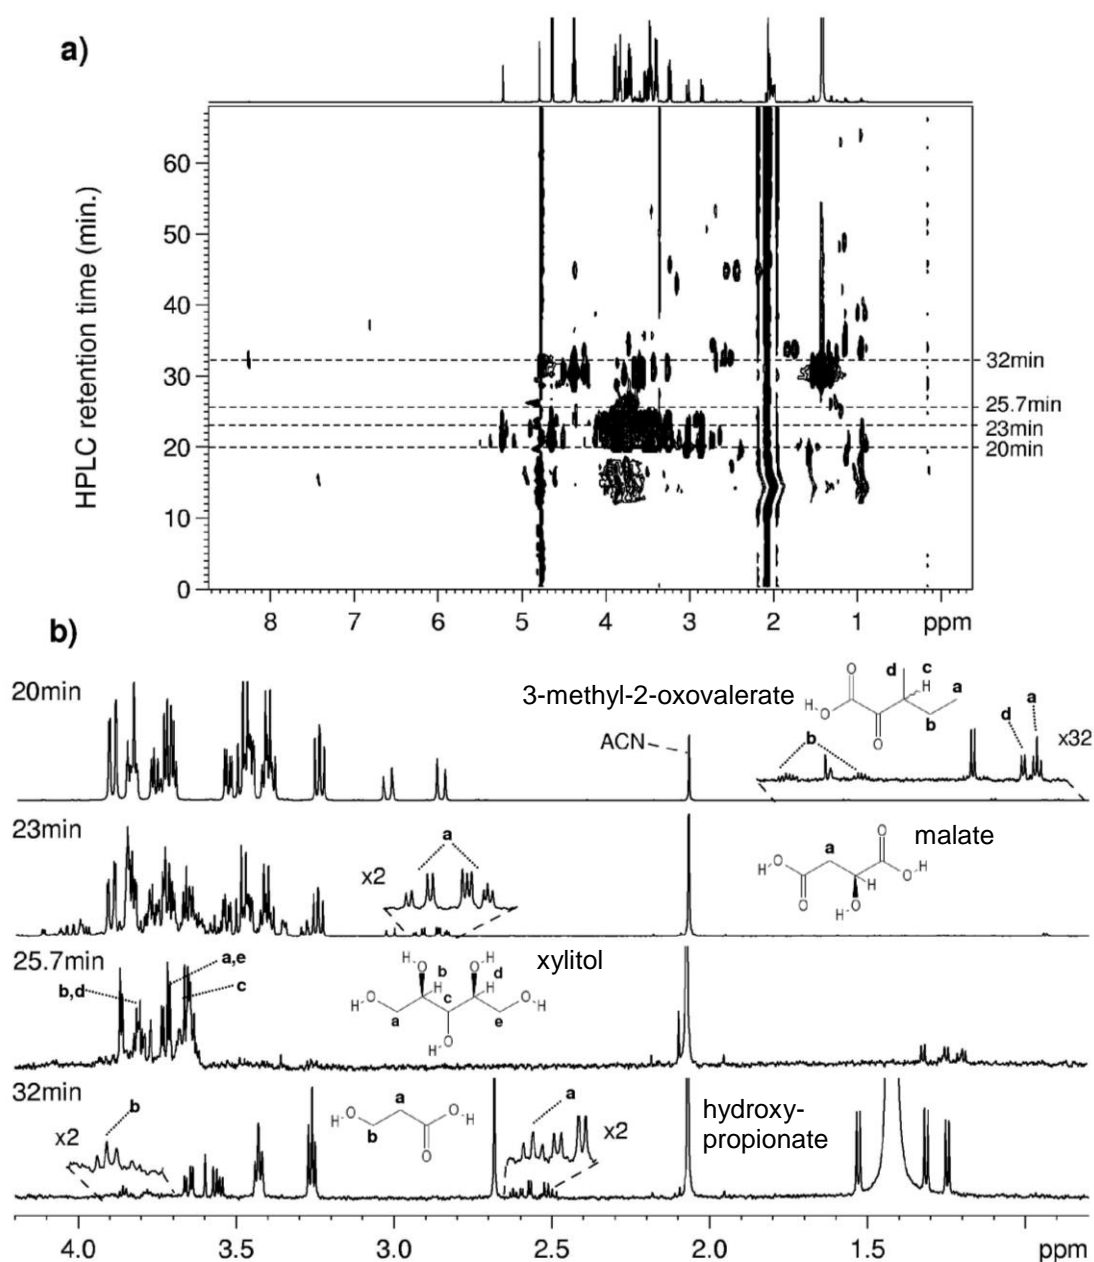 a)
HPLC retention time (min.)
60
50
40
30
20
10
0
32min
25.7min
23min
20min
8 7 6 5 4 3 2 1 ppm
b)
20min
3-methyl-2-oxovalerate
O
d c
H a
H O
b
O
ACN
b
d
a
x32
23min
x2
a
malate
a
O
H O
O H
O
H
H O
25.7min
b,d
a,e
c
xylitol
H H
O b O d
H H
H O c O H
a e
H O
32min
x2
b
a
H O O H
b
O
a
x2
hydroxy-
propionate
4.0 3.5 3.0 2.5 2.0 1.5 ppm